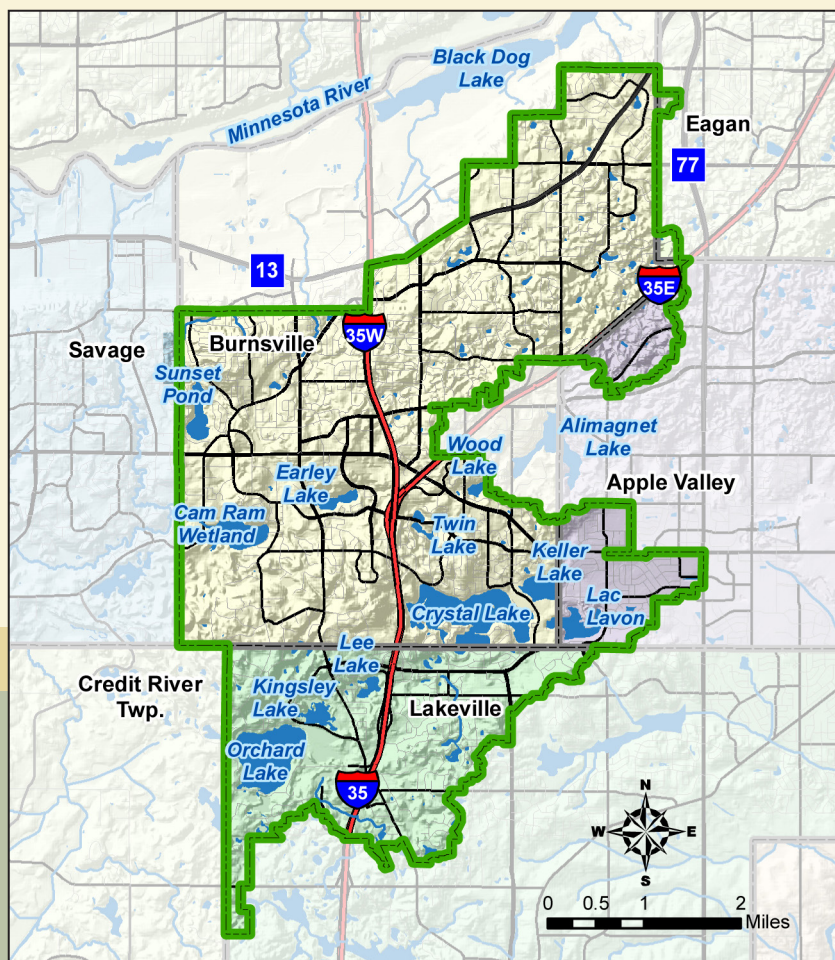 Black Dog
Lake
Minnesota River
Eagan
77
13
35E
35W
Savage
Burnsville
Sunset
Pond
Alimagnet
Lake
Wood
Lake
Earley
Lake
Apple Valley
Cam Ram
Wetland
Twin
Lake
Keller
Lake
Crystal Lake
Lac
Lavon
Lee
Lake
Credit River
Twp.
Kingsley
Lake
Lakeville
Orchard
Lake
35
N
W
E
S
0 0.5 1 2
Miles